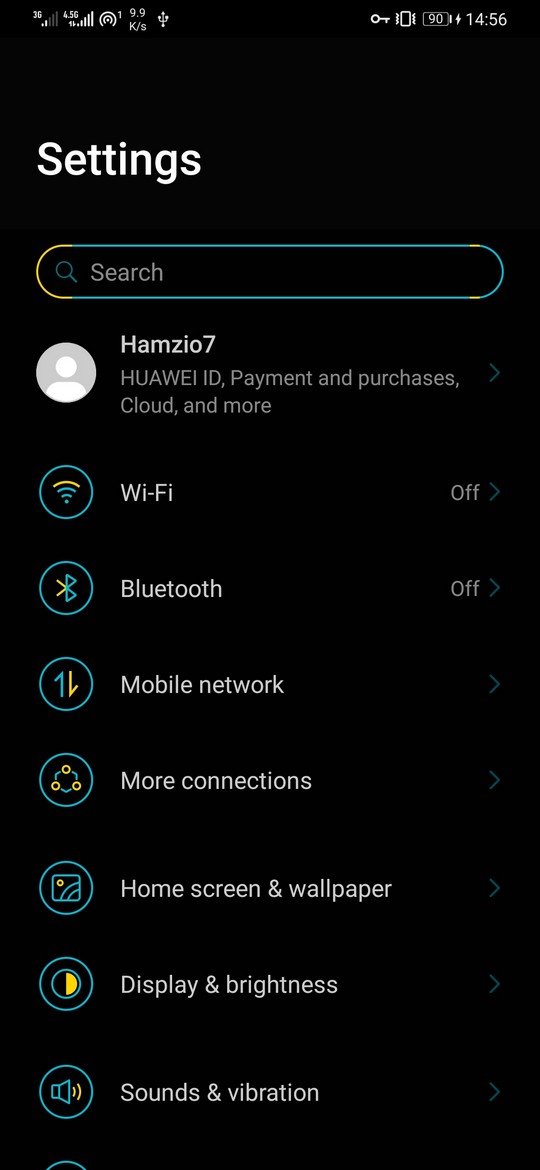 3G 4.5G 1 9.9 K/s 90 14:56
Settings
Search
Hamzio7
HUAWEI ID, Payment and purchases,
Cloud, and more
Wi-Fi Off
Bluetooth Off
Mobile network
More connections
Home screen & wallpaper
Display & brightness
Sounds & vibration